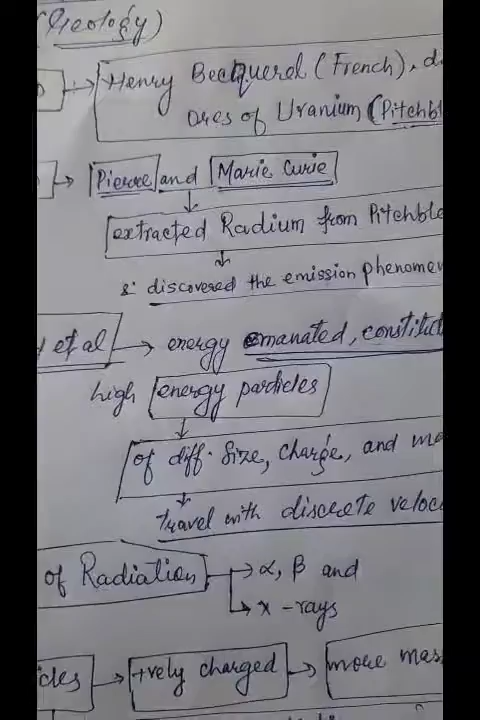 (Geology)
Henry Becquerel (French), d
ores of Uranium (Pitchbl
Pierre and Marie Curie
extracted Radium from Pitchble
& discovered the emission phenomen
et al → energy emanated, constitut
high energy particles
of diff. size, charge, and ma
travel with discrete veloc
of Radiation → α, β and
x-rays
cles → +vely charged → more mas